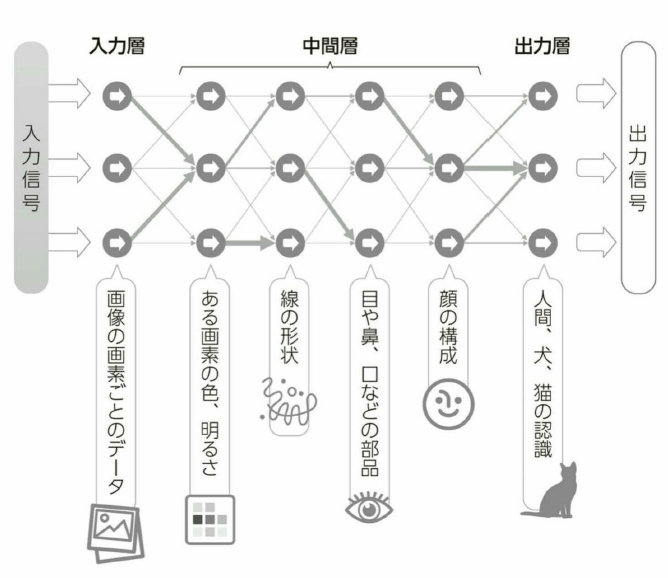 入力層
中間層
出力層
入力信号
出力信号
画像の画素ごとのデータ
ある画素の色、明るさ
線の形状
目や鼻、口などの部品
顔の構成
人間、犬、猫の認識